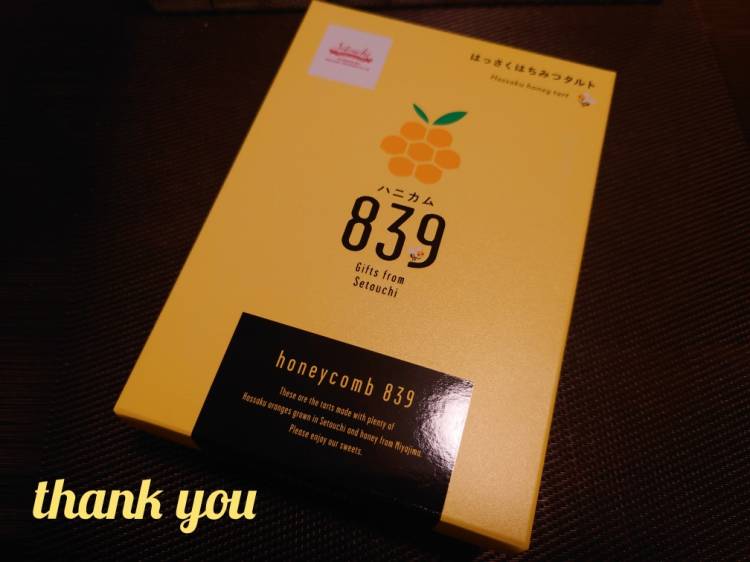 Setouchi
はっさくはちみつタルト
Hassaku honey tart
ハニカム
839
Gifts from
Setouchi
honeycomb 839
These are the tarts made with plenty of
Hassaku oranges grown in Setouchi and honey from Miyajima.
Please enjoy our sweets.
thank you